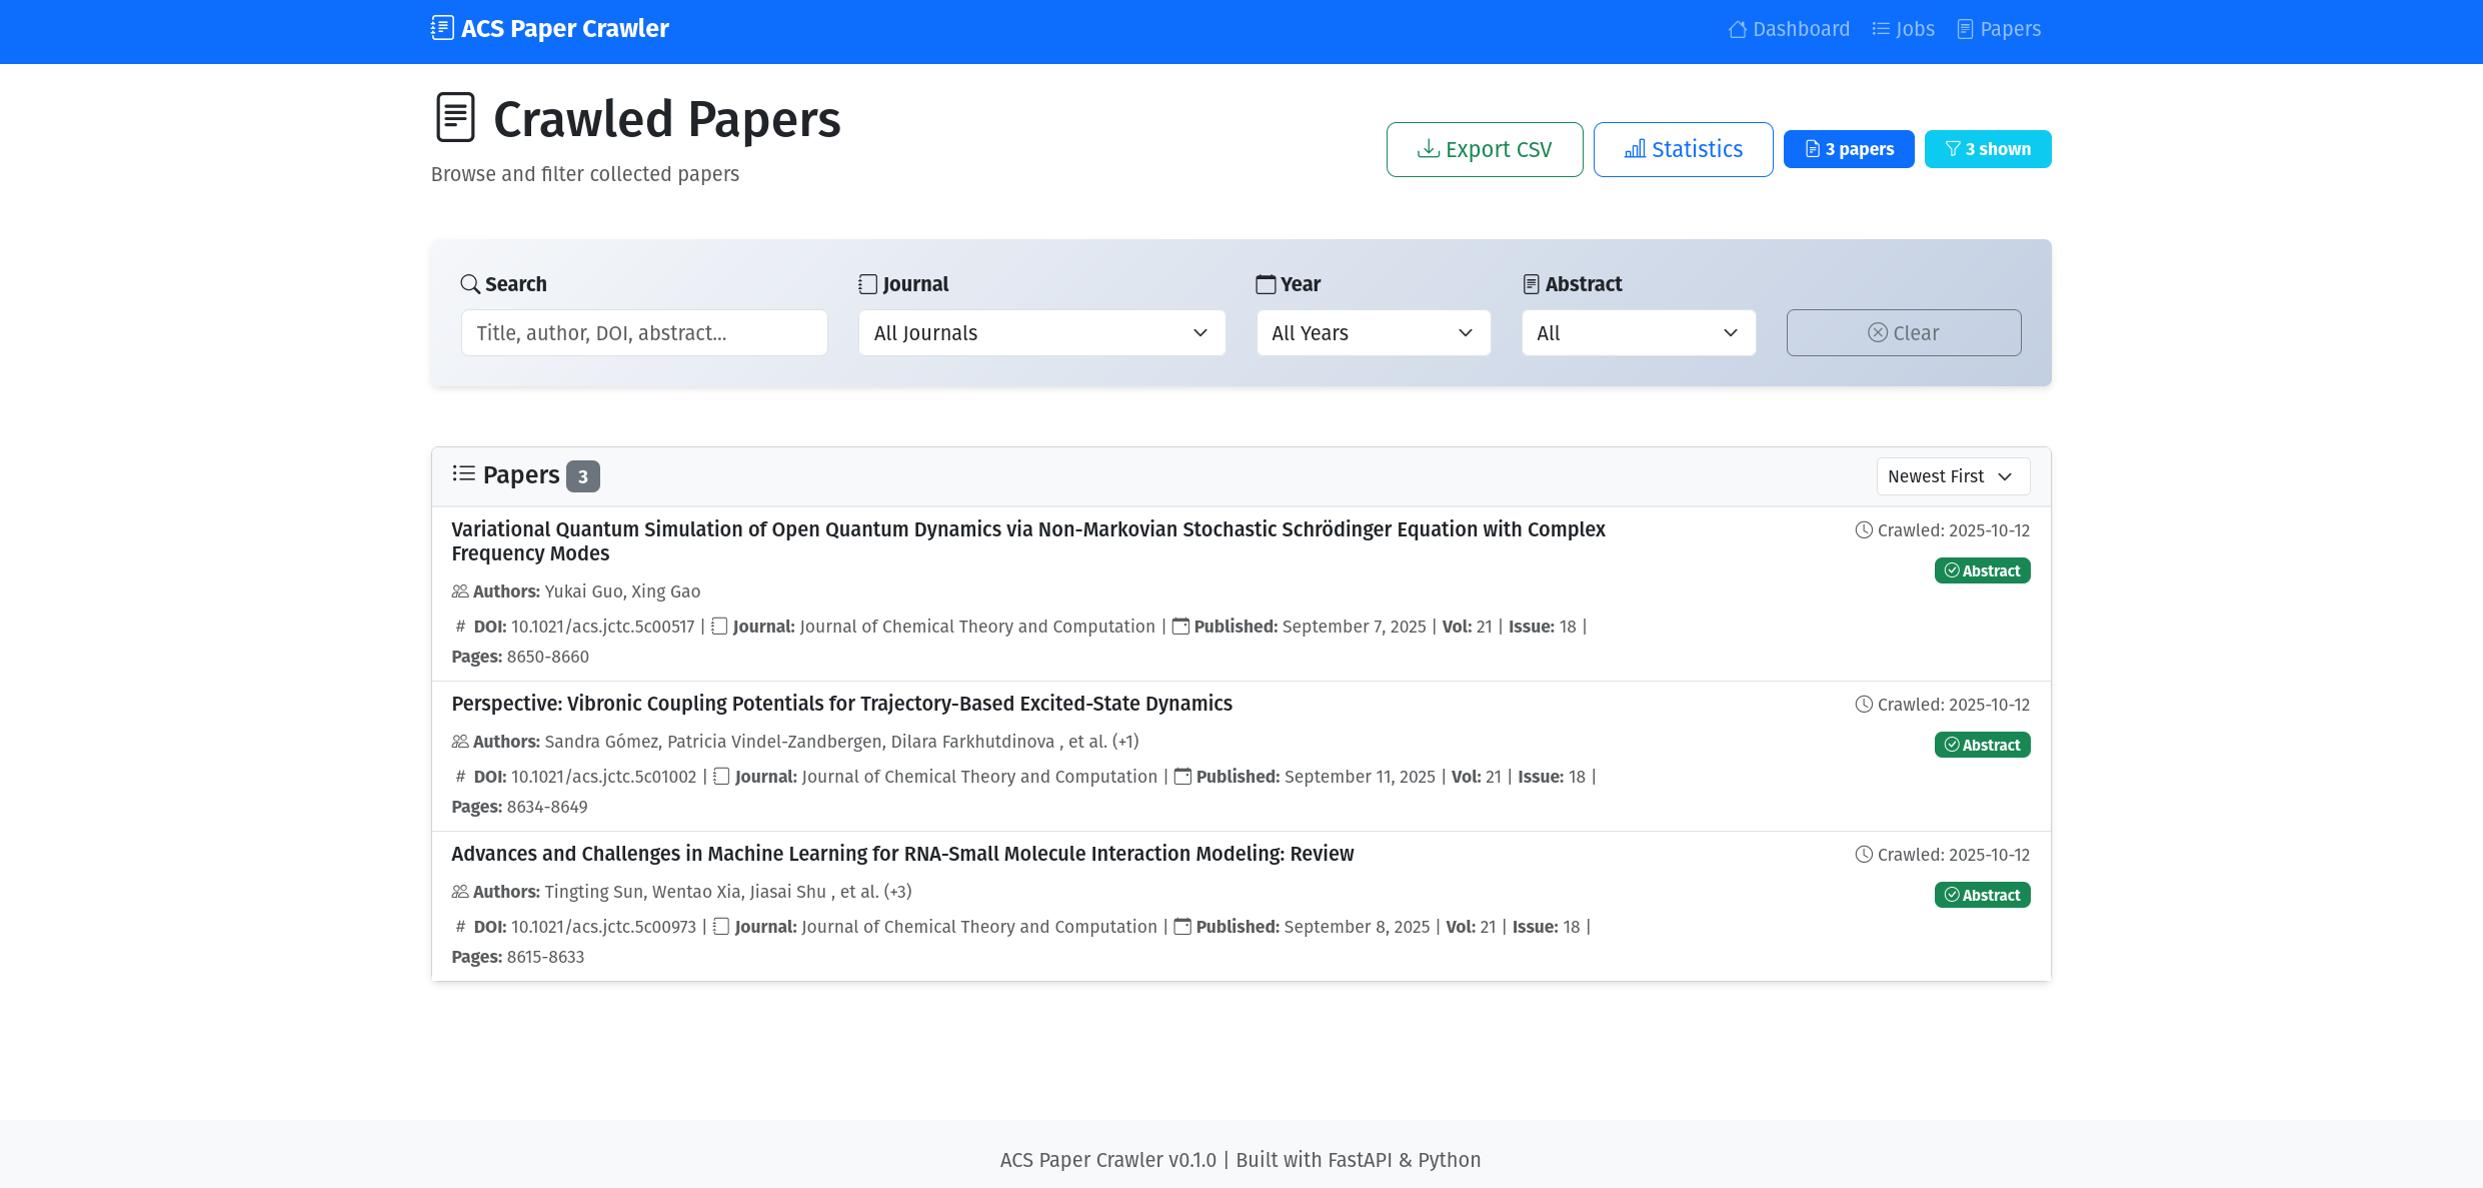 ACS Paper Crawler
Dashboard Jobs Papers
Crawled Papers
Browse and filter collected papers
Export CSV
Statistics
3 papers
3 shown
Search
Title, author, DOI, abstract...
Journal
All Journals
Year
All Years
Abstract
All
Clear
Papers 3
Newest First
Variational Quantum Simulation of Open Quantum Dynamics via Non-Markovian Stochastic Schrödinger Equation with Complex
Frequency Modes
Crawled: 2025-10-12
Abstract
Authors: Yukai Guo, Xing Gao
# DOI: 10.1021/acs.jctc.5c00517 | Journal: Journal of Chemical Theory and Computation | Published: September 7, 2025 | Vol: 21 | Issue: 18 |
Pages: 8650-8660
Perspective: Vibronic Coupling Potentials for Trajectory-Based Excited-State Dynamics
Crawled: 2025-10-12
Abstract
Authors: Sandra Gómez, Patricia Vindel-Zandbergen, Dilara Farkhutdinova , et al. (+1)
# DOI: 10.1021/acs.jctc.5c01002 | Journal: Journal of Chemical Theory and Computation | Published: September 11, 2025 | Vol: 21 | Issue: 18 |
Pages: 8634-8649
Advances and Challenges in Machine Learning for RNA-Small Molecule Interaction Modeling: Review
Crawled: 2025-10-12
Abstract
Authors: Tingting Sun, Wentao Xia, Jiasai Shu , et al. (+3)
# DOI: 10.1021/acs.jctc.5c00973 | Journal: Journal of Chemical Theory and Computation | Published: September 8, 2025 | Vol: 21 | Issue: 18 |
Pages: 8615-8633
ACS Paper Crawler v0.1.0 | Built with FastAPI & Python